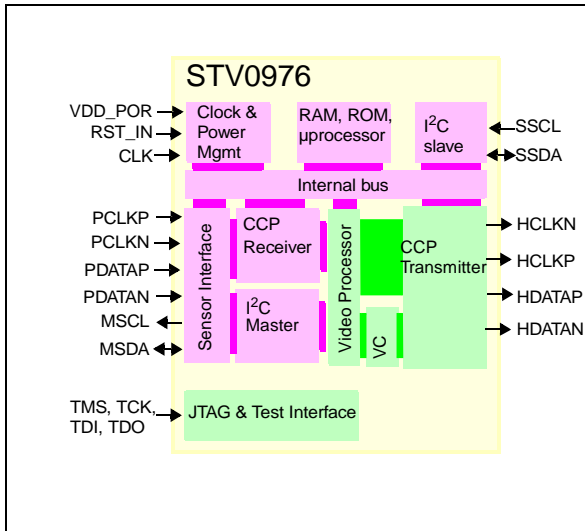 STV0976
VDD_POR
RST_IN
CLK
Clock &
Power
Mgmt
RAM, ROM,
µprocessor
I²C
slave
SSCL
SSDA
Internal bus
PCLKP
PCLKN
PDATAP
PDATAN
MSCL
MSDA
Sensor Interface
CCP
Receiver
I²C
Master
Video Processor
VC
CCP
Transmitter
HCLKN
HCLKP
HDATAP
HDATAN
TMS, TCK,
TDI, TDO
JTAG & Test Interface